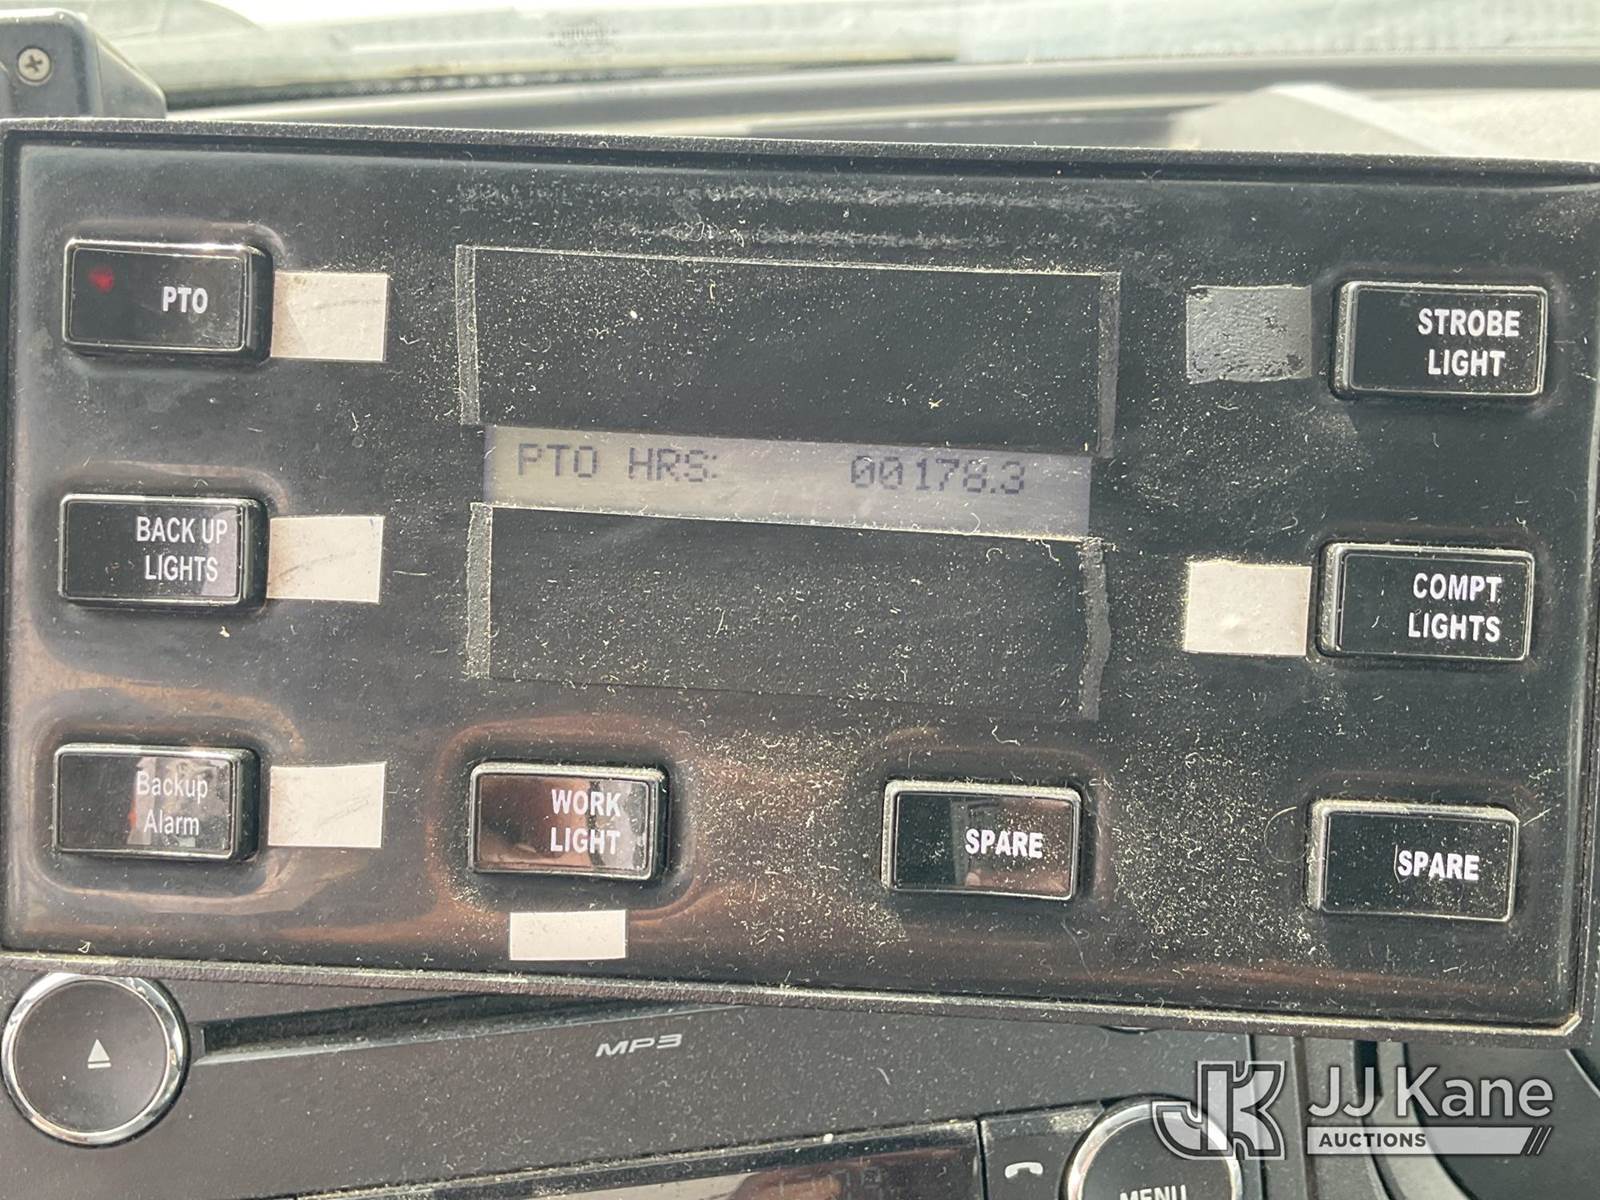 PTO
STROBE
LIGHT
PTO HRS: 00178.3
BACK UP
LIGHTS
COMPT
LIGHTS
Backup
Alarm
WORK
LIGHT
SPARE
SPARE
MP3
MENU
JK JJ Kane
AUCTIONS